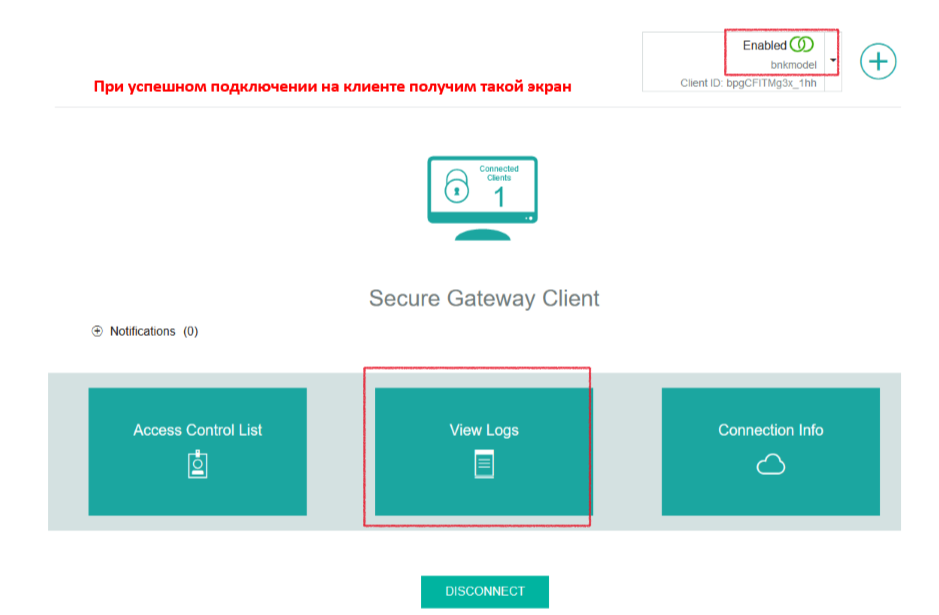 Enabled
bnkmodel
Client ID: bpgCFITMg3x_1hh
При успешном подключении на клиенте получим такой экран
Connected
Clients
1
Secure Gateway Client
Notifications (0)
Access Control List
View Logs
Connection Info
DISCONNECT